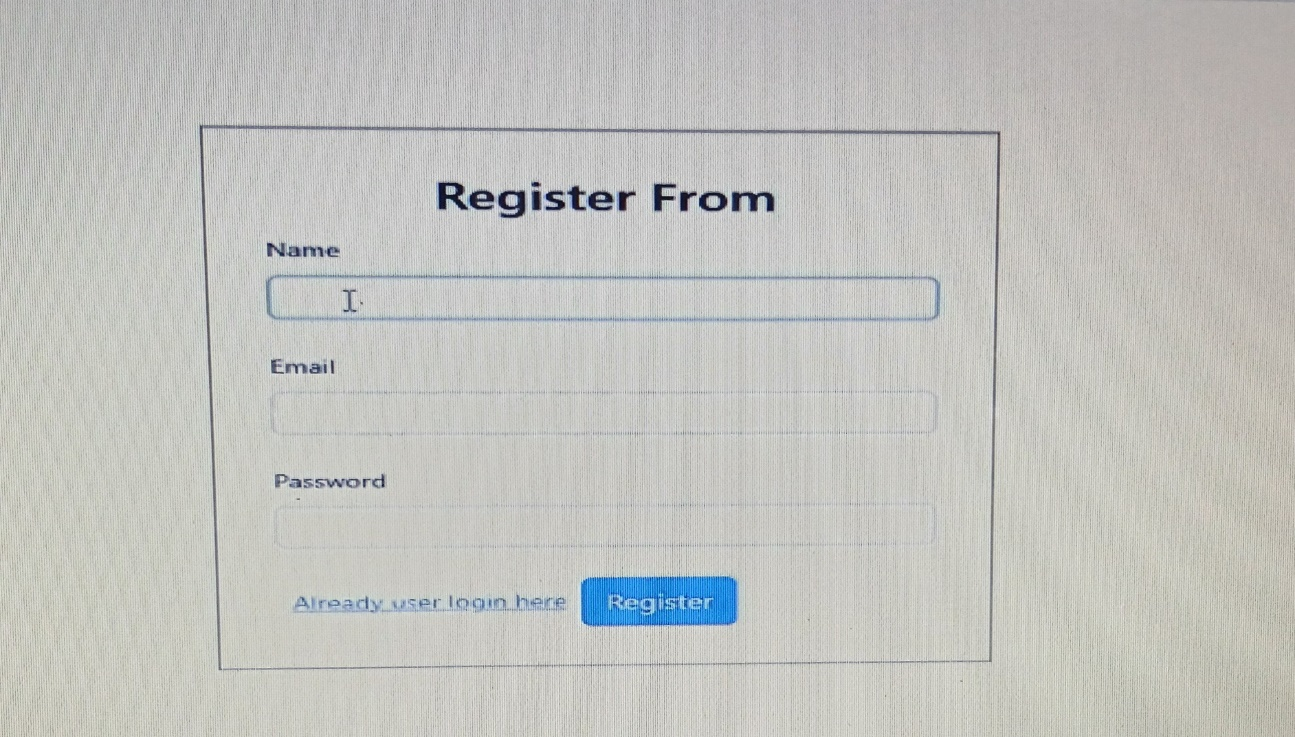 Register From
Name
Email
Password
Already user login here Register